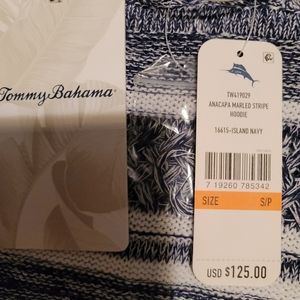 Tommy Bahama
TW419029
ANACAPA MARLED STRIPE
HOODIE
16615-ISLAND NAVY
7 19260 785342
SIZE S/P
USD $125.00